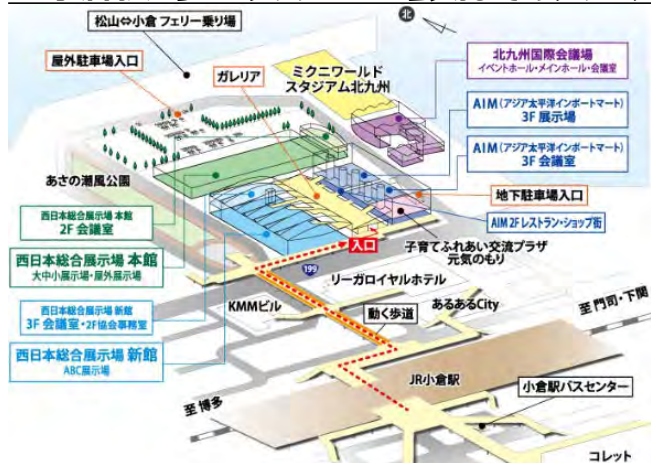 北
松山⇔小倉 フェリー乗り場
屋外駐車場入口
ガレリア
ミクニワールド
スタジアム北九州
北九州国際会議場
イベントホール・メインホール・会議室
AIM(アジア太平洋インポートマート)
3F 展示場
AIM(アジア太平洋インポートマート)
3F 会議室
あさの潮風公園
地下駐車場入口
西日本総合展示場 本館
2F 会議室
AIM 2F レストラン・ショップ街
入口
子育てふれあい交流プラザ
元気のもり
西日本総合展示場 本館
大中小展示場・屋外展示場
199
リーガロイヤルホテル
西日本総合展示場 新館
3F 会議室・2F協会事務室
KMMビル
あるあるCity
至 門司・下関
動く歩道
西日本総合展示場 新館
ABC展示場
JR小倉駅
小倉駅バスセンター
至 博多
コレット